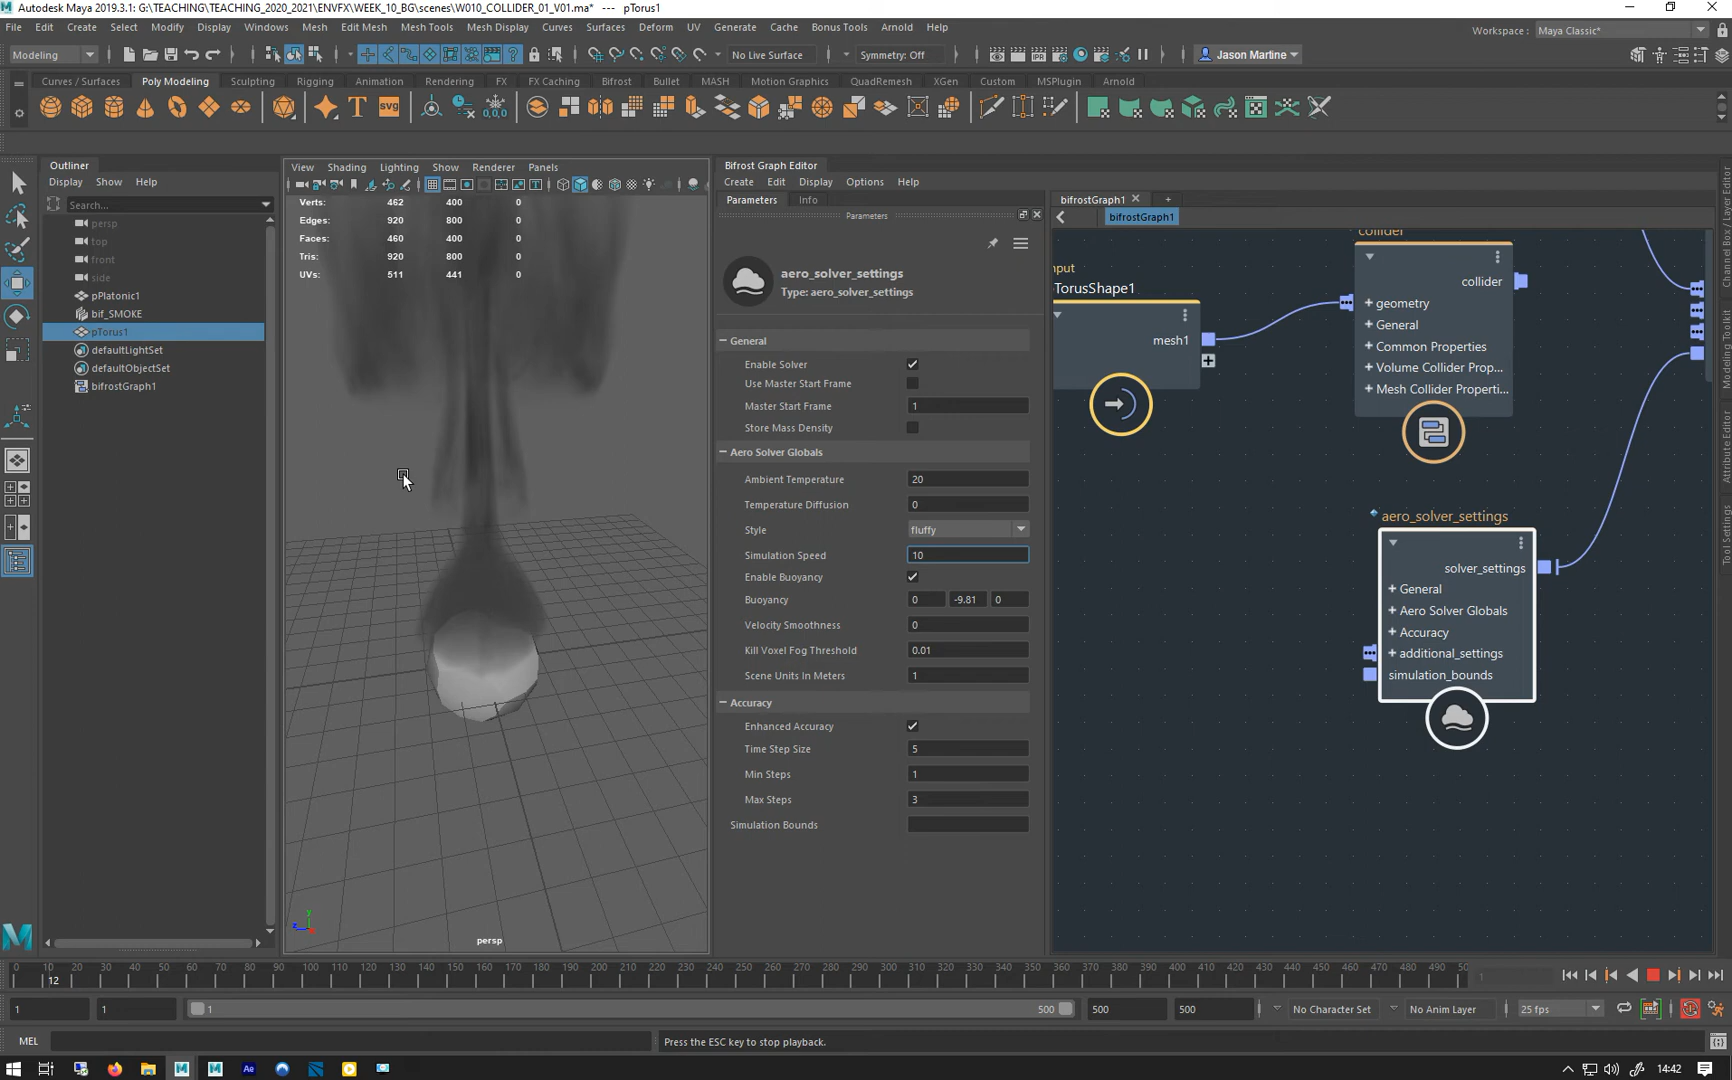 Autodesk Maya 2019.3.1: G:\TEACHING\TEACHING_2020_2021\ENVFX\WEEK_10_BG\scenes\W010_COLLIDER_01_V01.ma* --- pTorus1
File Edit Create Select Modify Display Windows Mesh Edit Mesh Mesh Tools Mesh Display Curves Surfaces Deform UV Generate Cache Bonus Tools Arnold Help
Workspace : Maya Classic*
Modeling No Live Surface Symmetry: Off Jason Martine
Curves / Surfaces Poly Modeling Sculpting Rigging Animation Rendering FX FX Caching Bifrost Bullet MASH Motion Graphics QuadRemesh XGen Custom MSPlugin Arnold
Outliner
Display Show Help
Search...
persp
top
front
side
pPlatonic1
bif_SMOKE
pTorus1
defaultLightSet
defaultObjectSet
bifrostGraph1
View Shading Lighting Show Renderer Panels
Verts: 462 400 0
Edges: 920 800 0
Faces: 460 400 0
Tris: 920 800 0
UVs: 511 441 0
persp
Bifrost Graph Editor
Create Edit Display Options Help
Parameters Info
Parameters
aero_solver_settings
Type: aero_solver_settings
General
Enable Solver
Use Master Start Frame
Master Start Frame 1
Store Mass Density
Aero Solver Globals
Ambient Temperature 20
Temperature Diffusion 0
Style fluffy
Simulation Speed 10
Enable Buoyancy
Buoyancy 0 -9.81 0
Velocity Smoothness 0
Kill Voxel Fog Threshold 0.01
Scene Units In Meters 1
Accuracy
Enhanced Accuracy
Time Step Size 5
Min Steps 1
Max Steps 3
Simulation Bounds
bifrostGraph1
bifrostGraph1
nput
TorusShape1
mesh1
collider
collider
geometry
General
Common Properties
Volume Collider Prop...
Mesh Collider Properti...
aero_solver_settings
solver_settings
General
Aero Solver Globals
Accuracy
additional_settings
simulation_bounds
Channel Box / Layer Editor
Modeling Toolkit
Attribute Editor
Tool Settings
0 10 20 30 40 50 60 70 80 90 100 110 120 130 140 150 160 170 180 190 200 210 220 230 240 250 260 270 280 290 300 310 320 330 340 350 360 370 380 390 400 410 420 430 440 450 460 470 480 490 50
12
1
1 1 1 500 500 500 No Character Set No Anim Layer 25 fps
MEL
Press the ESC key to stop playback.
14:42